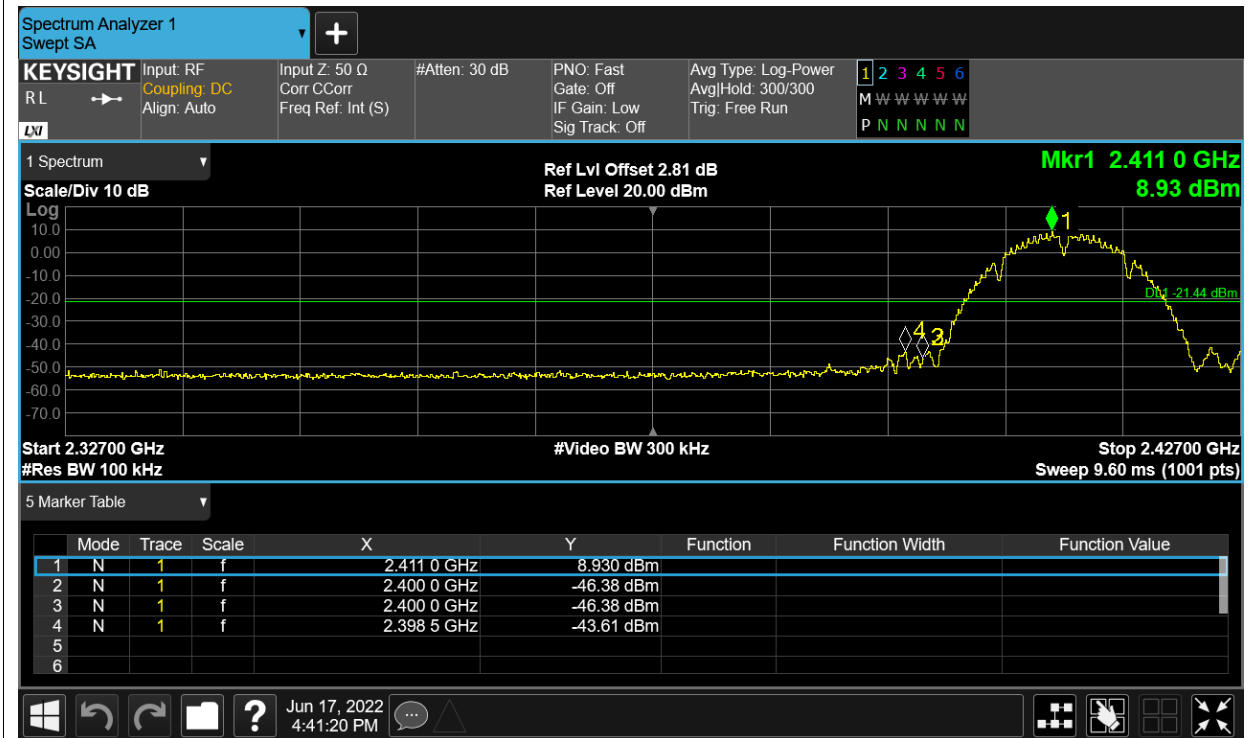 Spectrum Analyzer 1
Swept SA
+
KEYSIGHT Input: RF Input Z: 50 Ω #Atten: 30 dB PNO: Fast Avg Type: Log-Power 1 2 3 4 5 6
R L Coupling: DC Corr CCorr Gate: Off Avg|Hold: 300/300 M W W W W W
Align: Auto Freq Ref: Int (S) IF Gain: Low Trig: Free Run
LXI Sig Track: Off P N N N N N N
1 Spectrum Ref Lvl Offset 2.81 dB Mkr1 2.411 0 GHz
Scale/Div 10 dB Ref Level 20.00 dBm 8.93 dBm
Log
1
10.0
0.00
-10.0
-20.0 DL1 -21.44 dBm
-30.0
4 3
-40.0
-50.0
-60.0
-70.0
Start 2.32700 GHz #Video BW 300 kHz Stop 2.42700 GHz
#Res BW 100 kHz Sweep 9.60 ms (1001 pts)
5 Marker Table
Mode Trace Scale X Y Function Function Width Function Value
1 N 1 f 2.411 0 GHz 8.930 dBm
2 N 1 f 2.400 0 GHz -46.38 dBm
3 N 1 f 2.400 0 GHz -46.38 dBm
4 N 1 f 2.398 5 GHz -43.61 dBm
5
6
? Jun 17, 2022
4:41:20 PM